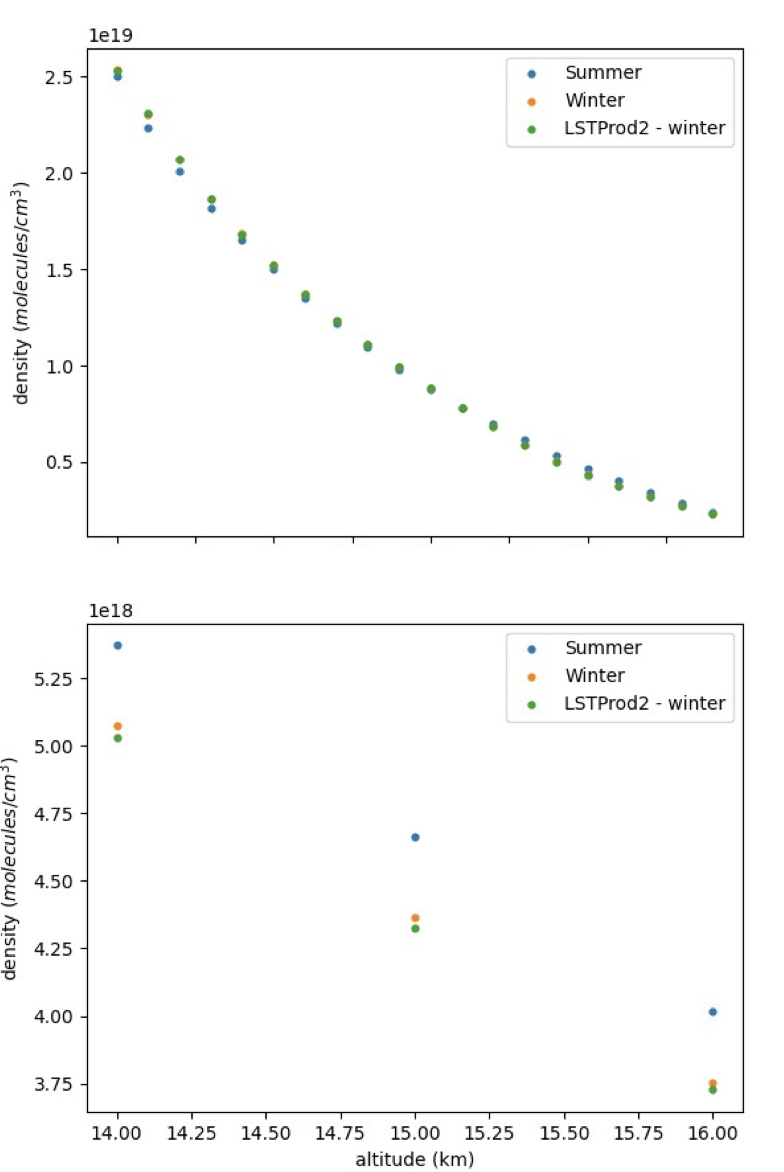 1e19
Summer
Winter
LSTProd2 - winter
2.5
2.0
1.5
1.0
0.5
density (molecules/cm³)
14.00 14.25 14.50 14.75 15.00 15.25 15.50 15.75 16.00
1e18
Summer
Winter
LSTProd2 - winter
5.25
5.00
4.75
4.50
4.25
4.00
3.75
density (molecules/cm³)
altitude (km)